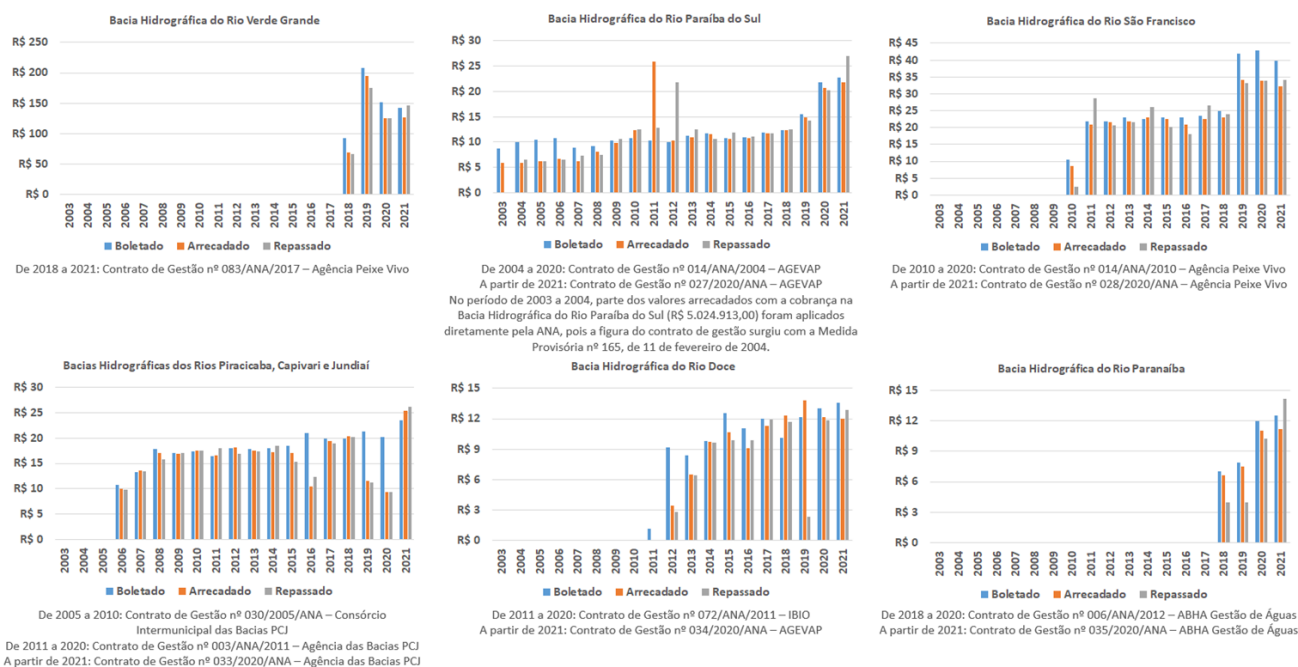 Bacia Hidrográfica do Rio Verde Grande
R$ 250
R$ 200
R$ 150
R$ 100
R$ 50
R$ 0
2003 2004 2005 2006 2007 2008 2009 2010 2011 2012 2013 2014 2015 2016 2017 2018 2019 2020 2021
Boletado Arrecadado Repassado
De 2018 a 2021: Contrato de Gestão nº 083/ANA/2017 – Agência Peixe Vivo
Bacia Hidrográfica do Rio Paraíba do Sul
R$ 30
R$ 25
R$ 20
R$ 15
R$ 10
R$ 5
R$ 0
2003 2004 2005 2006 2007 2008 2009 2010 2011 2012 2013 2014 2015 2016 2017 2018 2019 2020 2021
Boletado Arrecadado Repassado
De 2004 a 2020: Contrato de Gestão nº 014/ANA/2004 – AGEVAP
A partir de 2021: Contrato de Gestão nº 027/2020/ANA – AGEVAP
No período de 2003 a 2004, parte dos valores arrecadados com a cobrança na
Bacia Hidrográfica do Rio Paraíba do Sul (R$ 5.024.913,00) foram aplicados
diretamente pela ANA, pois a figura do contrato de gestão surgiu com a Medida
Provisória nº 165, de 11 de fevereiro de 2004.
Bacia Hidrográfica do Rio São Francisco
R$ 45
R$ 40
R$ 35
R$ 30
R$ 25
R$ 20
R$ 15
R$ 10
R$ 5
R$ 0
2003 2004 2005 2006 2007 2008 2009 2010 2011 2012 2013 2014 2015 2016 2017 2018 2019 2020 2021
Boletado Arrecadado Repassado
De 2010 a 2020: Contrato de Gestão nº 014/ANA/2010 – Agência Peixe Vivo
A partir de 2021: Contrato de Gestão nº 028/2020/ANA – Agência Peixe Vivo
Bacias Hidrográficas dos Rios Piracicaba, Capivari e Jundiaí
R$ 30
R$ 25
R$ 20
R$ 15
R$ 10
R$ 5
R$ 0
2003 2004 2005 2006 2007 2008 2009 2010 2011 2012 2013 2014 2015 2016 2017 2018 2019 2020 2021
Boletado Arrecadado Repassado
De 2005 a 2010: Contrato de Gestão nº 030/2005/ANA – Consórcio
Intermunicipal das Bacias PCJ
De 2011 a 2020: Contrato de Gestão nº 003/ANA/2011 – Agência das Bacias PCJ
A partir de 2021: Contrato de Gestão nº 033/2020/ANA – Agência das Bacias PCJ
Bacia Hidrográfica do Rio Doce
R$ 15
R$ 12
R$ 9
R$ 6
R$ 3
R$ 0
2003 2004 2005 2006 2007 2008 2009 2010 2011 2012 2013 2014 2015 2016 2017 2018 2019 2020 2021
Boletado Arrecadado Repassado
De 2011 a 2020: Contrato de Gestão nº 072/ANA/2011 – IBIO
A partir de 2021: Contrato de Gestão nº 034/2020/ANA – AGEVAP
Bacia Hidrográfica do Rio Paranaíba
R$ 15
R$ 12
R$ 9
R$ 6
R$ 3
R$ 0
2003 2004 2005 2006 2007 2008 2009 2010 2011 2012 2013 2014 2015 2016 2017 2018 2019 2020 2021
Boletado Arrecadado Repassado
De 2018 a 2020: Contrato de Gestão nº 006/ANA/2012 – ABHA Gestão de Águas
A partir de 2021: Contrato de Gestão nº 035/2020/ANA – ABHA Gestão de Águas